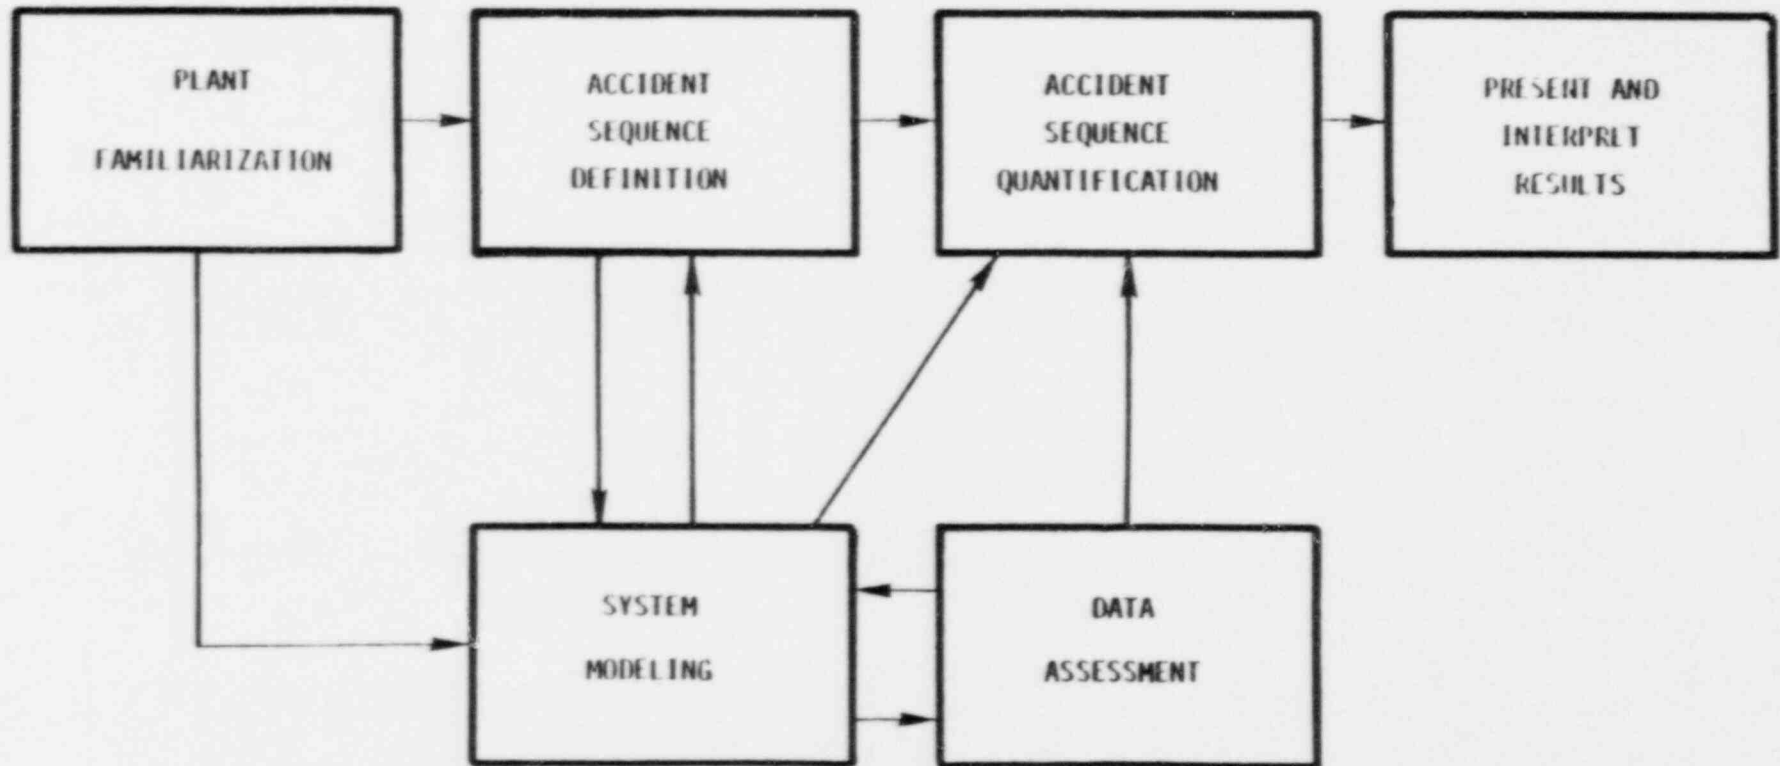 PLANT
FAMILIARIZATION
ACCIDENT
SEQUENCE
DEFINITION
ACCIDENT
SEQUENCE
QUANTIFICATION
PRESENT AND
INTERPRET
RESULTS
SYSTEM
MODELING
DATA
ASSESSMENT